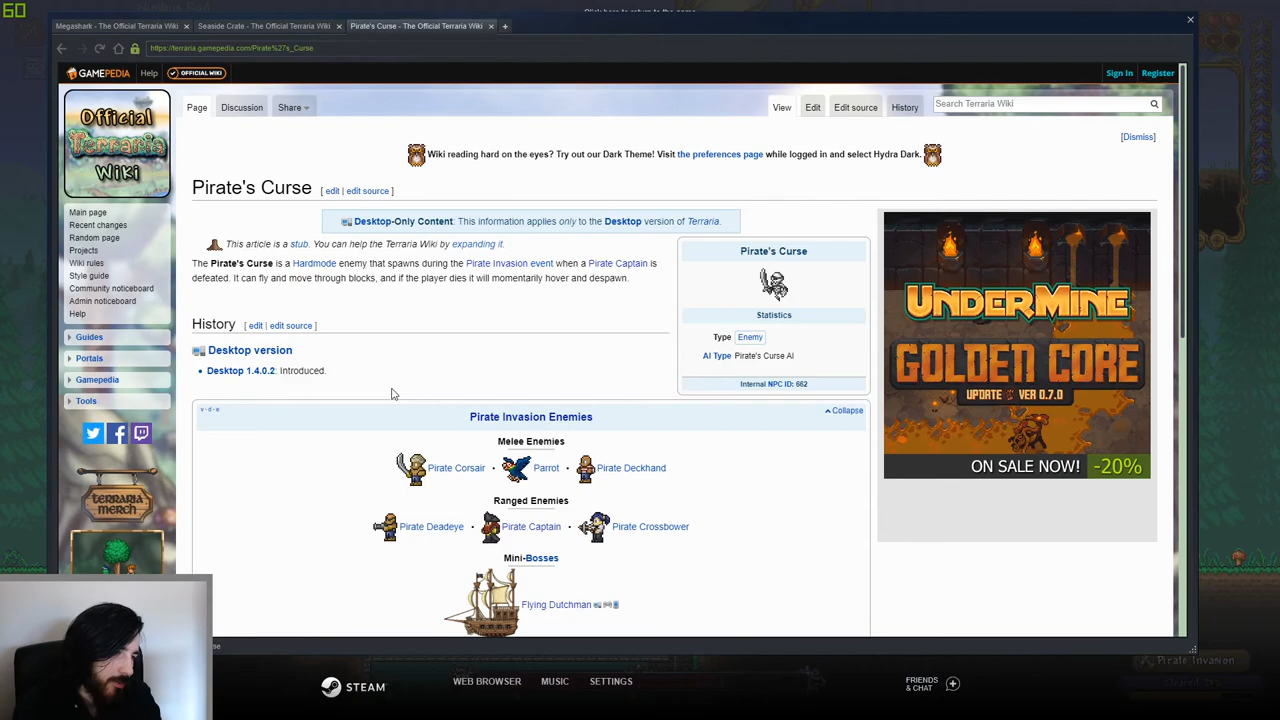 60
Click here to return to the game
Megashark - The Official Terraria Wiki × Seaside Crate - The Official Terraria Wiki × Pirate's Curse - The Official Terraria Wiki × +
https://terraria.gamepedia.com/Pirate%27s_Curse
GAMEPEDIA Help OFFICIAL WIKI Sign In Register
Official Terraria Wiki
Page Discussion Share View Edit Edit source History Search Terraria Wiki
[Dismiss]
Wiki reading hard on the eyes? Try out our Dark Theme! Visit the preferences page while logged in and select Hydra Dark.
Pirate's Curse [ edit | edit source ]
Desktop-Only Content: This information applies only to the Desktop version of Terraria.
This article is a stub. You can help the Terraria Wiki by expanding it.
The Pirate's Curse is a Hardmode enemy that spawns during the Pirate Invasion event when a Pirate Captain is
defeated. It can fly and move through blocks, and if the player dies it will momentarily hover and despawn.
History [ edit | edit source ]
Desktop version
Desktop 1.4.0.2: Introduced.
Pirate's Curse
Statistics
Type Enemy
AI Type Pirate's Curse AI
Internal NPC ID: 662
v·d·e Pirate Invasion Enemies Collapse
Melee Enemies
Pirate Corsair • Parrot • Pirate Deckhand
Ranged Enemies
Pirate Deadeye • Pirate Captain • Pirate Crossbower
Mini-Bosses
Flying Dutchman
Main page
Recent changes
Random page
Projects
Wiki rules
Style guide
Community noticeboard
Admin noticeboard
Help
Guides
Portals
Gamepedia
Tools
TERRARIA MERCH
UNDERMINE
GOLDEN CORE
UPDATE VER 0.7.0
ON SALE NOW! -20%
Pirate Invasion
STEAM WEB BROWSER MUSIC SETTINGS FRIENDS & CHAT